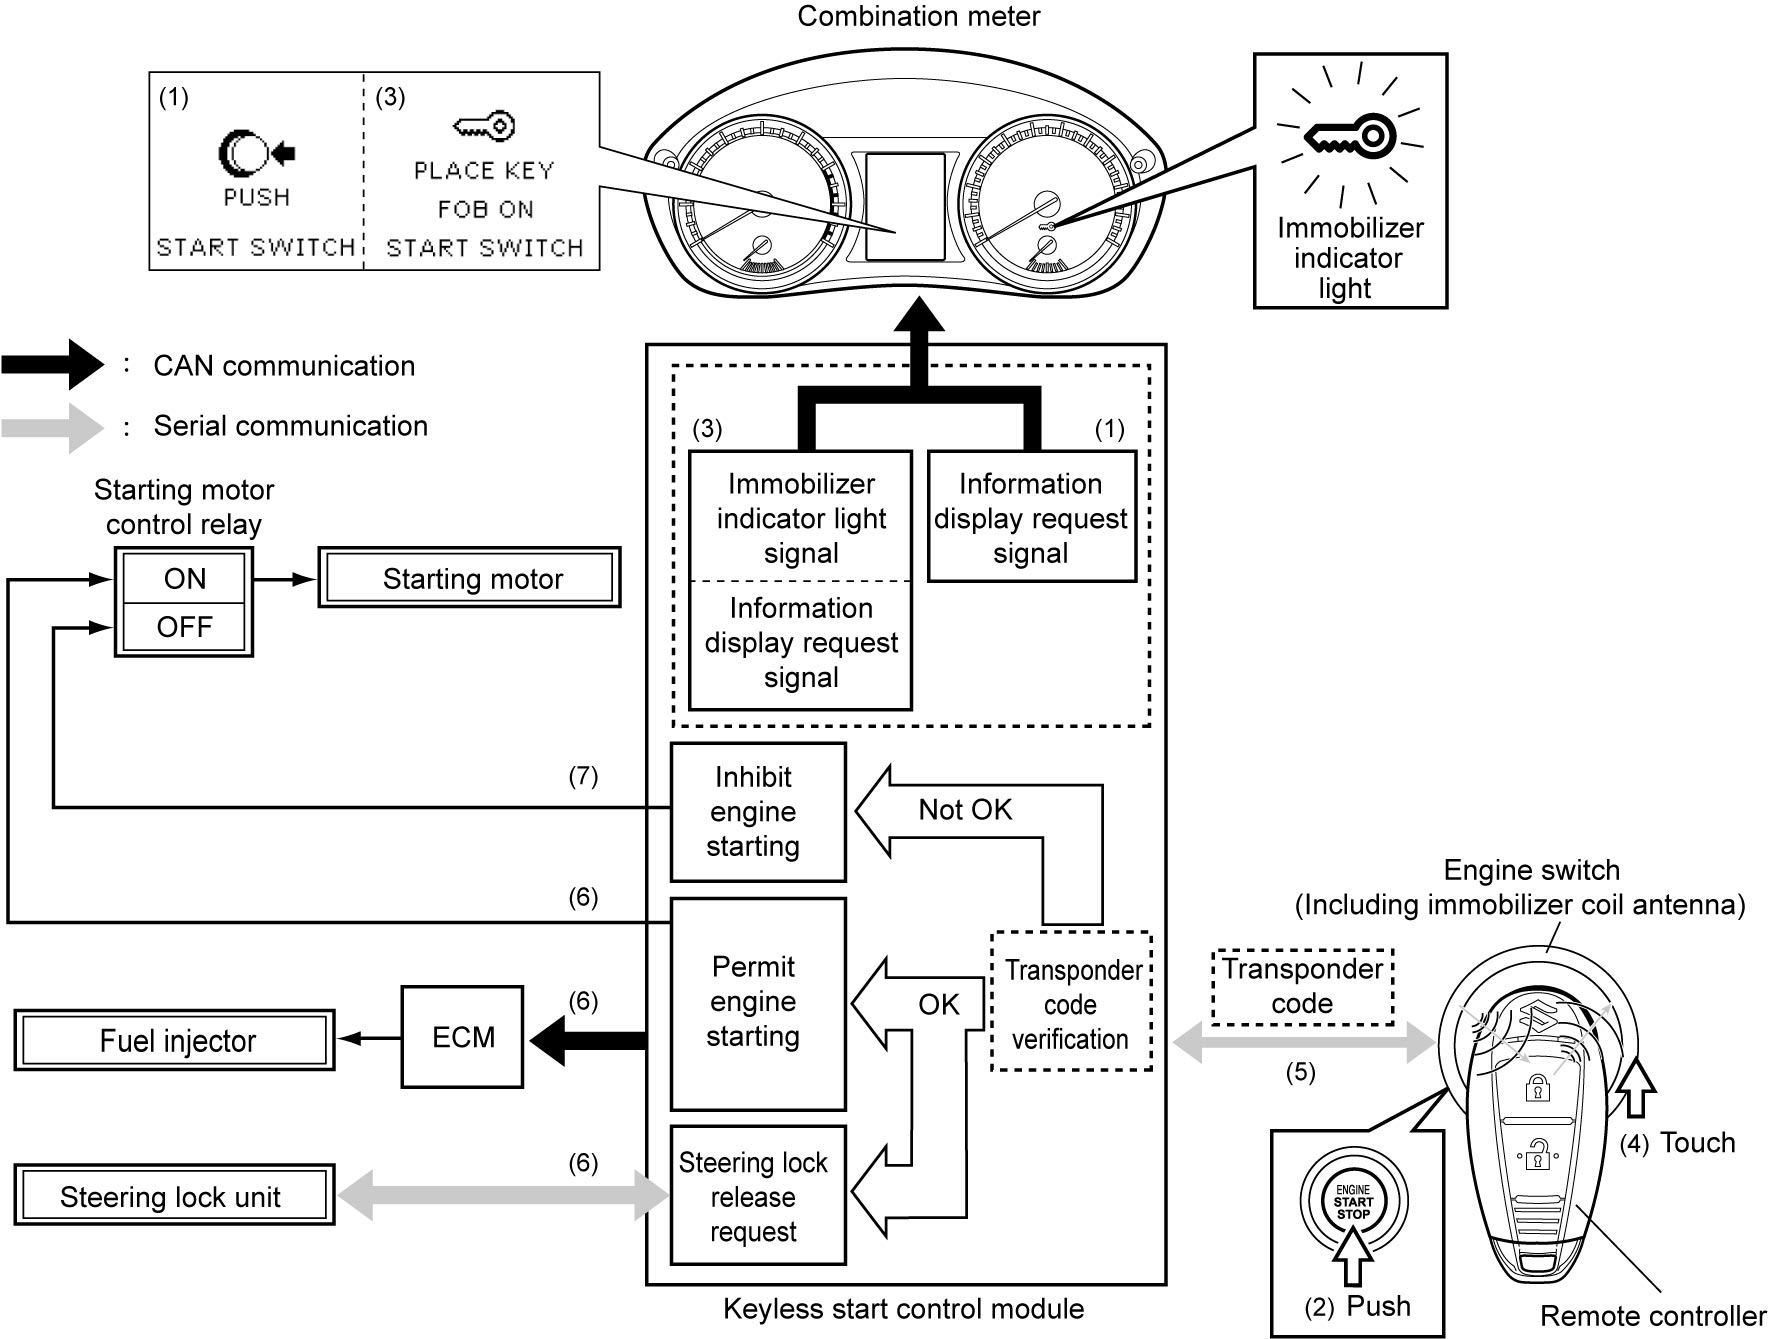 Combination meter
(1)
PUSH
START SWITCH
(3)
PLACE KEY
FOB ON
START SWITCH
Immobilizer
indicator
light
: CAN communication
: Serial communication
Starting motor
control relay
ON
OFF
Starting motor
(3)
(1)
Immobilizer
indicator light
signal
Information
display request
signal
Information
display request
signal
(7)
Inhibit
engine
starting
Not OK
(6)
Permit
engine
starting
OK
Transponder
code
verification
Transponder
code
(5)
Engine switch
(Including immobilizer coil antenna)
(6)
ECM
Fuel injector
(4) Touch
Steering lock unit
(6)
Steering lock
release
request
ENGINE
START
STOP
(2) Push
Remote controller
Keyless start control module